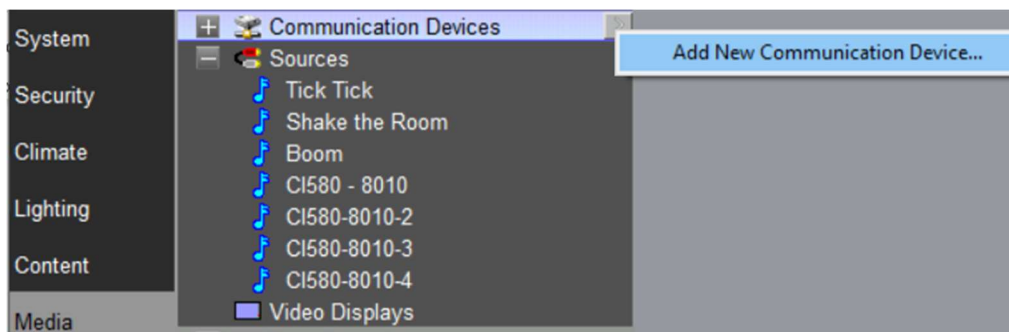 System
Security
Climate
Lighting
Content
Media
Communication Devices
Sources
Tick Tick
Shake the Room
Boom
CI580 - 8010
CI580-8010-2
CI580-8010-3
CI580-8010-4
Video Displays
Add New Communication Device...